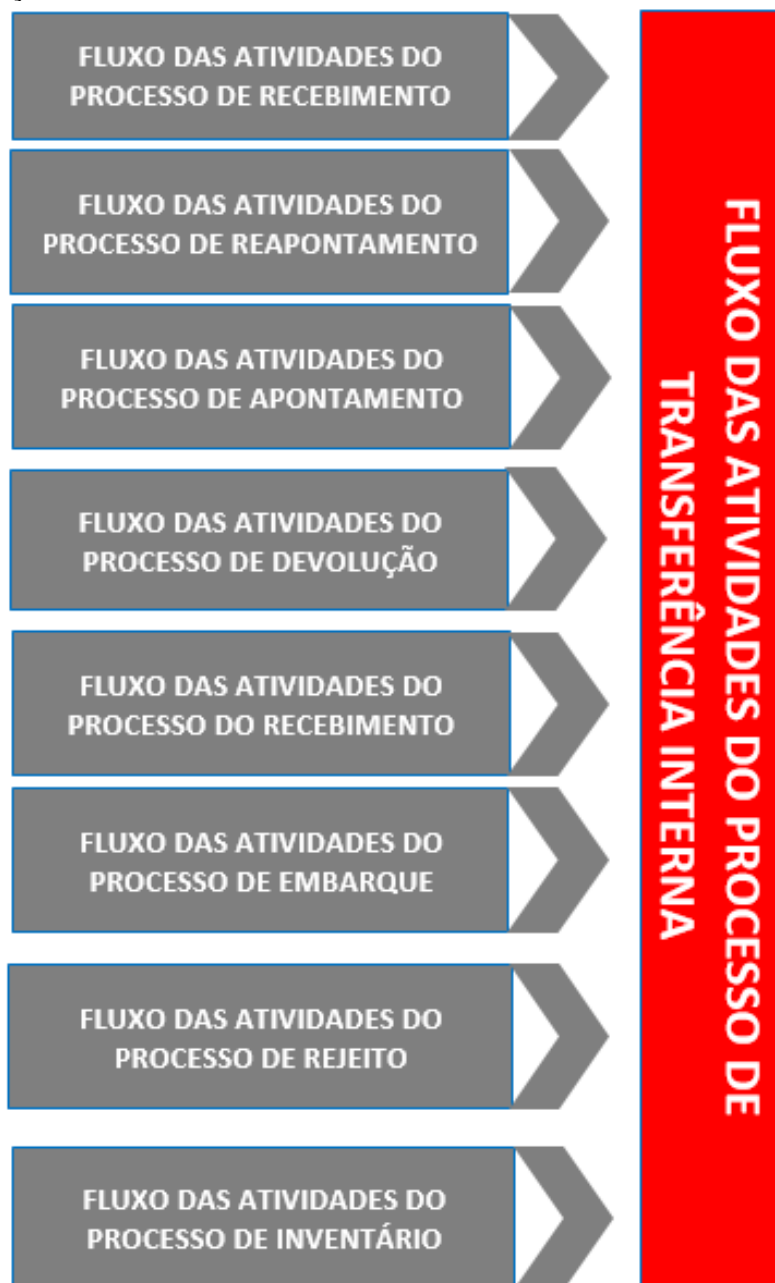 FLUXO DAS ATIVIDADES DO
PROCESSO DE RECEBIMENTO
FLUXO DAS ATIVIDADES DO
PROCESSO DE REAPONTAMENTO
FLUXO DAS ATIVIDADES DO
PROCESSO DE APONTAMENTO
FLUXO DAS ATIVIDADES DO
PROCESSO DE DEVOLUÇÃO
FLUXO DAS ATIVIDADES DO
PROCESSO DO RECEBIMENTO
FLUXO DAS ATIVIDADES DO
PROCESSO DE EMBARQUE
FLUXO DAS ATIVIDADES DO
PROCESSO DE REJEITO
FLUXO DAS ATIVIDADES DO
PROCESSO DE INVENTÁRIO
FLUXO DAS ATIVIDADES DO PROCESSO DE
TRANSFERÊNCIA INTERNA